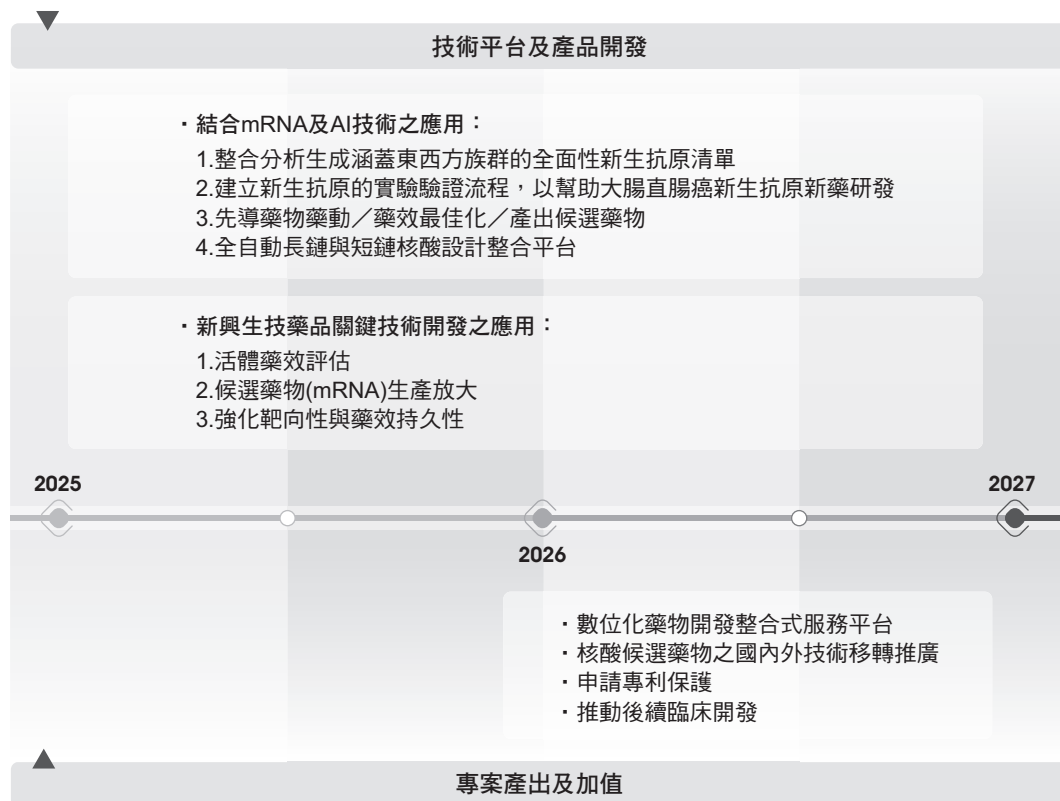 技術平台及產品開發
・結合mRNA及AI技術之應用：
1.整合分析生成涵蓋東西方族群的全面性新生抗原清單
2.建立新生抗原的實驗驗證流程，以幫助大腸直腸癌新生抗原新藥研發
3.先導藥物藥動／藥效最佳化／產出候選藥物
4.全自動長鏈與短鏈核酸設計整合平台
・新興生技藥品關鍵技術開發之應用：
1.活體藥效評估
2.候選藥物(mRNA)生產放大
3.強化靶向性與藥效持久性
2025
2027
2026
・數位化藥物開發整合式服務平台
・核酸候選藥物之國內外技術移轉推廣
・申請專利保護
・推動後續臨床開發
專案產出及加值